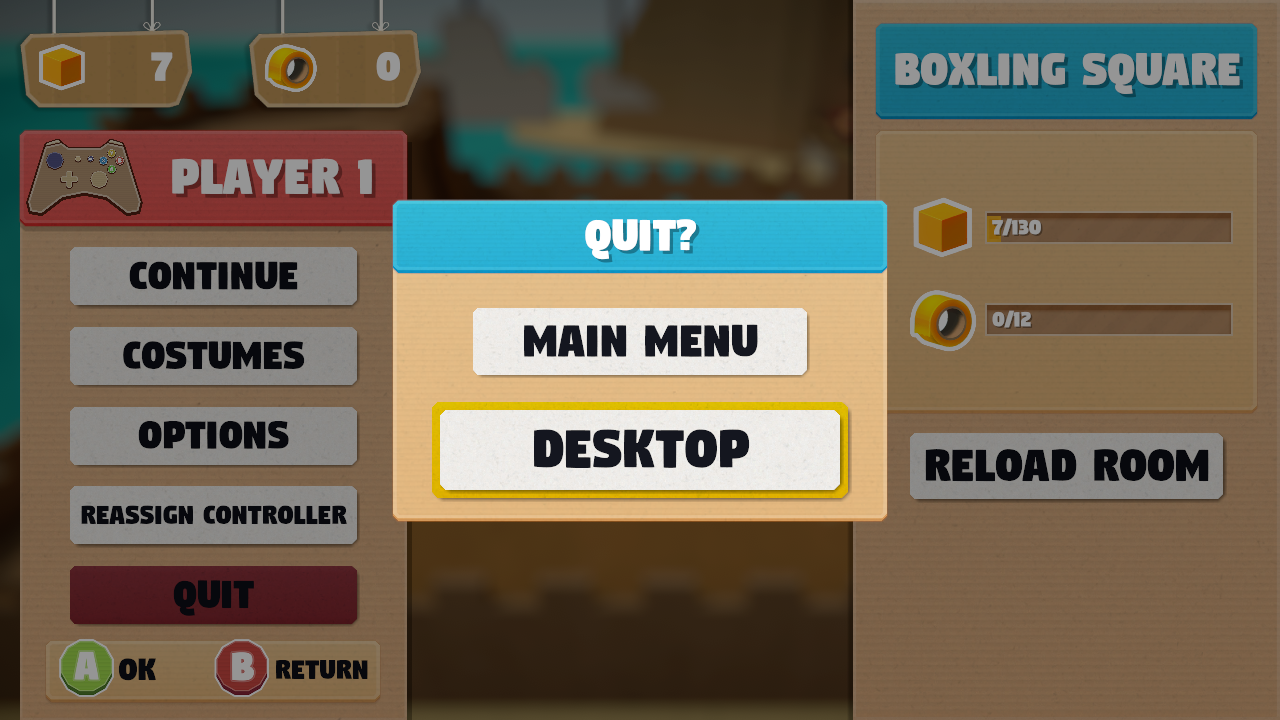 7
0
BOXLING SQUARE
PLAYER 1
CONTINUE
COSTUMES
OPTIONS
REASSIGN CONTROLLER
QUIT
A OK
B RETURN
QUIT?
MAIN MENU
DESKTOP
7/130
0/12
RELOAD ROOM